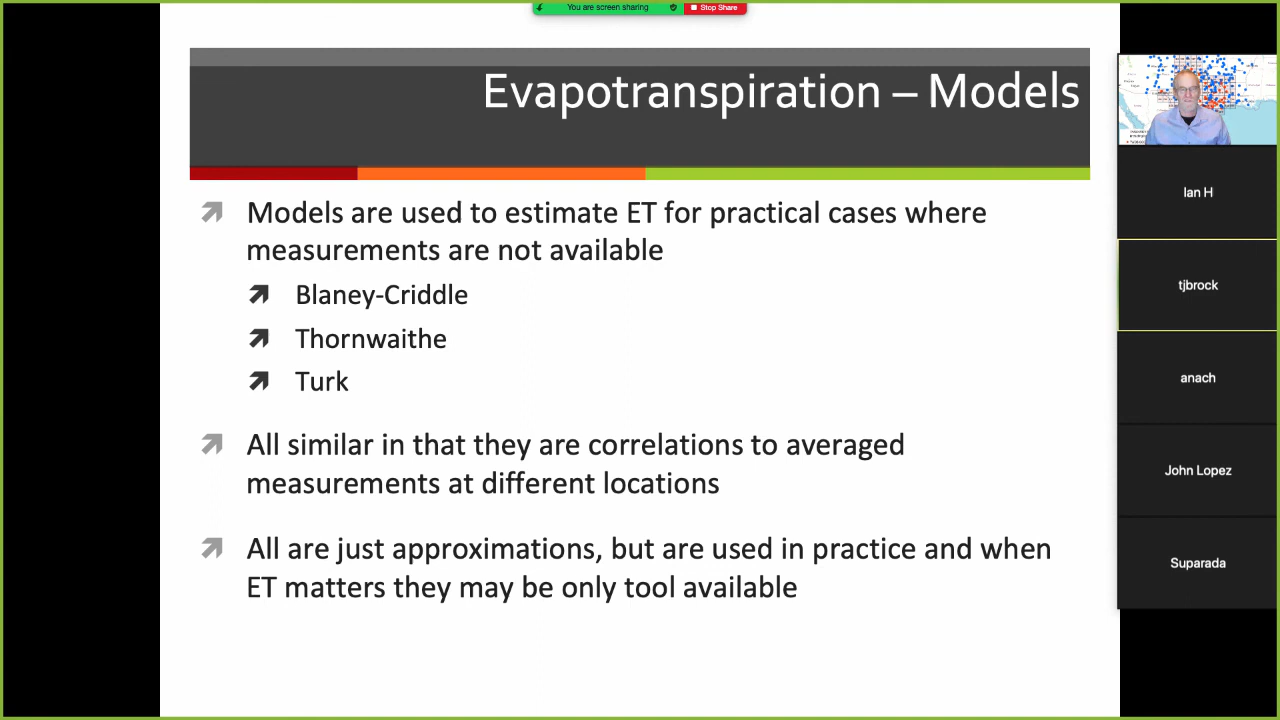 You are screen sharing
Stop Share
Evapotranspiration – Models
Models are used to estimate ET for practical cases where
measurements are not available
Blaney-Criddle
Thornwaithe
Turk
All similar in that they are correlations to averaged
measurements at different locations
All are just approximations, but are used in practice and when
ET matters they may be only tool available
Ian H
tjbrock
anach
John Lopez
Suparada